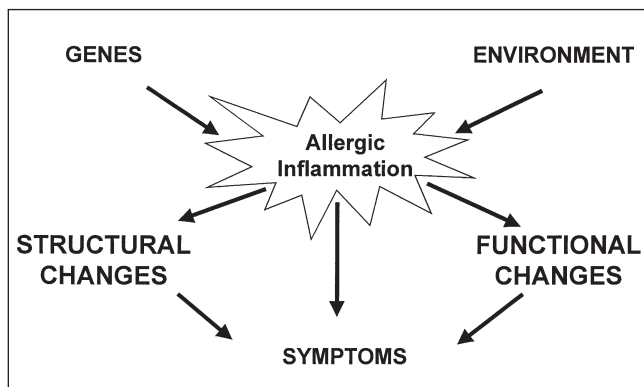 GENES
ENVIRONMENT
Allergic
Inflammation
STRUCTURAL
CHANGES
FUNCTIONAL
CHANGES
SYMPTOMS